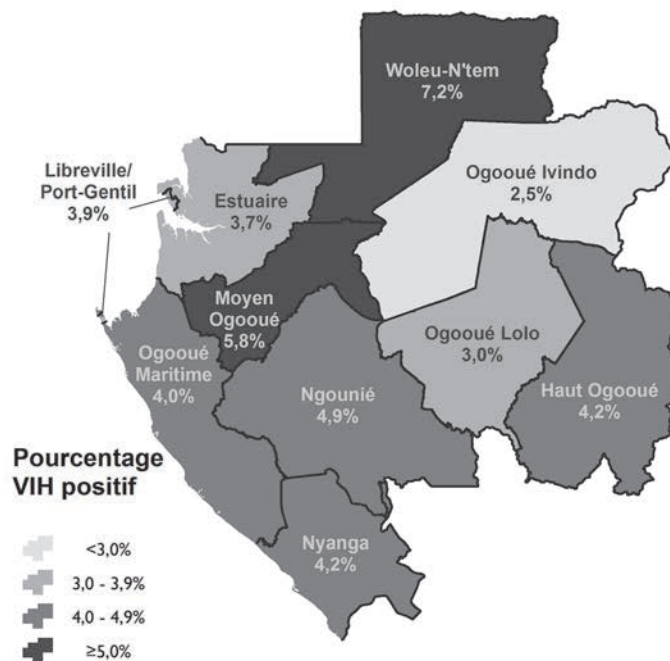 Woleu-N'tem
7,2%
Libreville/
Port-Gentil
3,9%
Ogooué Ivindo
2,5%
Estuaire
3,7%
Moyen
Ogooué
5,8%
Ogooué Lolo
3,0%
Ogooué
Maritime
4,0%
Ngounié
4,9%
Haut Ogooué
4,2%
Pourcentage
VIH positif
Nyanga
4,2%
<3,0%
3,0 - 3,9%
4,0 - 4,9%
≥5,0%